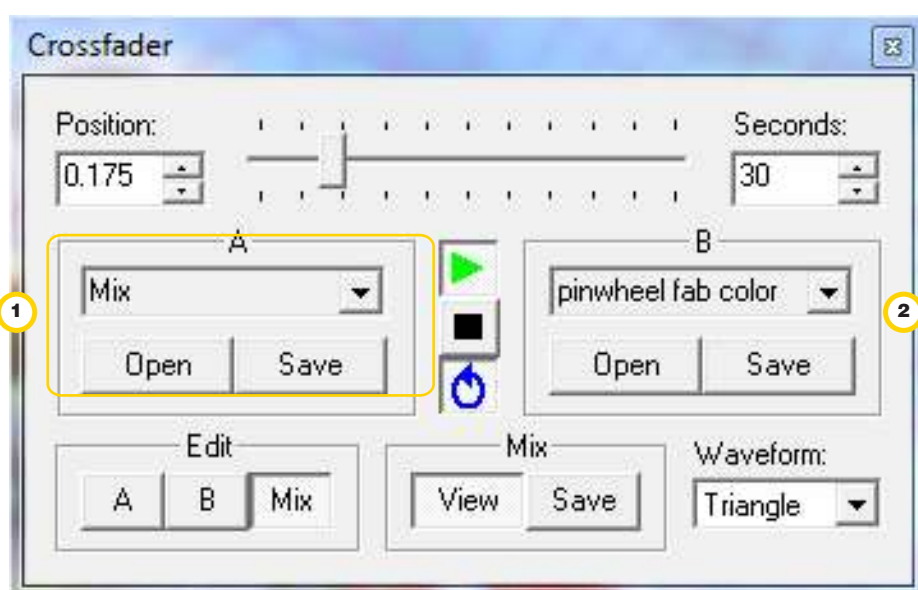 Crossfader
Position:
Seconds:
0.175
30
A
B
Mix
pinwheel fab color
1
2
Open Save
Open Save
Edit
Mix
Waveform:
A B Mix
View Save
Triangle